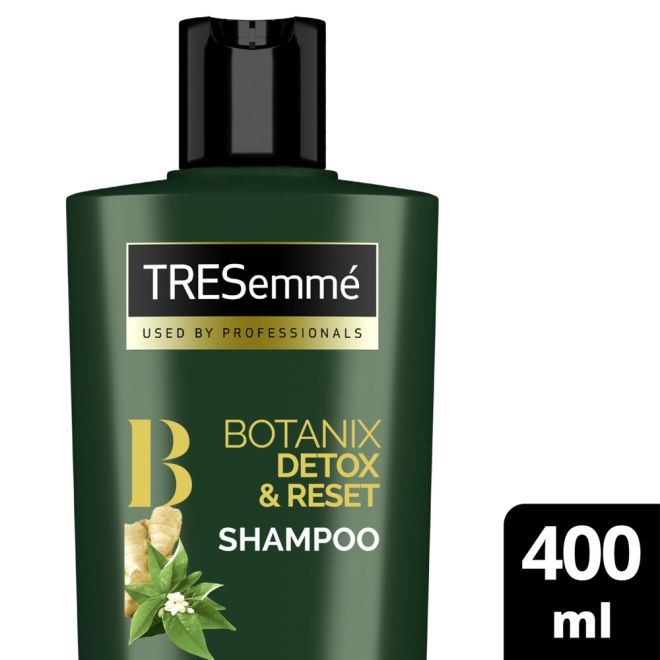 TRESemmé
USED BY PROFESSIONALS
B
BOTANIX
DETOX
& RESET
SHAMPOO
400
ml